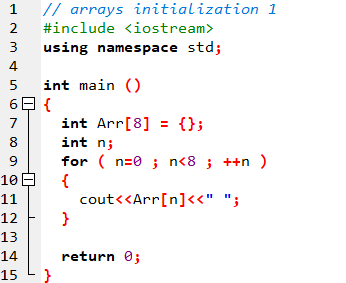 1 // arrays initialization 1
2 #include <iostream>
3 using namespace std;
4
5 int main ()
6 {
7 int Arr[8] = {};
8 int n;
9 for ( n=0 ; n<8 ; ++n )
10 {
11 cout<<Arr[n]<<" ";
12 }
13
14 return 0;
15 }